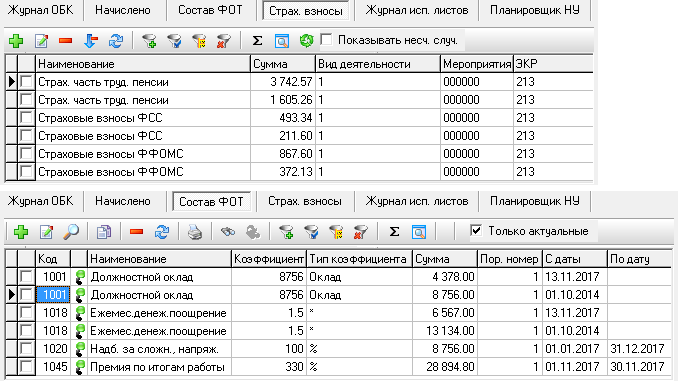 Журнал ОБК Начислено Состав ФОТ Страх. взносы Журнал исп. листов Планировщик НУ
Σ Показывать несч. случ.
Наименование Сумма Вид деятельности Мероприятия ЭКР
Страх. часть труд. пенсии 3 742.57 1 000000 213
Страх. часть труд. пенсии 1 605.26 1 000000 213
Страховые взносы ФСС 493.34 1 000000 213
Страховые взносы ФСС 211.60 1 000000 213
Страховые взносы ФФОМС 867.60 1 000000 213
Страховые взносы ФФОМС 372.13 1 000000 213
Журнал ОБК Начислено Состав ФОТ Страх. взносы Журнал исп. листов Планировщик НУ
Σ Только актуальные
Код Наименование Коэффициент Тип коэффициента Сумма Пор. номер С даты По дату
1001 Должностной оклад 8756 Оклад 4 378.00 1 13.11.2017
1001 Должностной оклад 8756 Оклад 8 756.00 1 01.10.2014
1018 Ежемес.денеж.поощрение 1.5 * 6 567.00 1 13.11.2017
1018 Ежемес.денеж.поощрение 1.5 * 13 134.00 1 01.10.2014
1020 Надб. за сложн., напряж. 100 % 8 756.00 1 01.01.2017 31.12.2017
1045 Премия по итогам работы 330 % 28 894.80 1 01.11.2017 30.11.2017